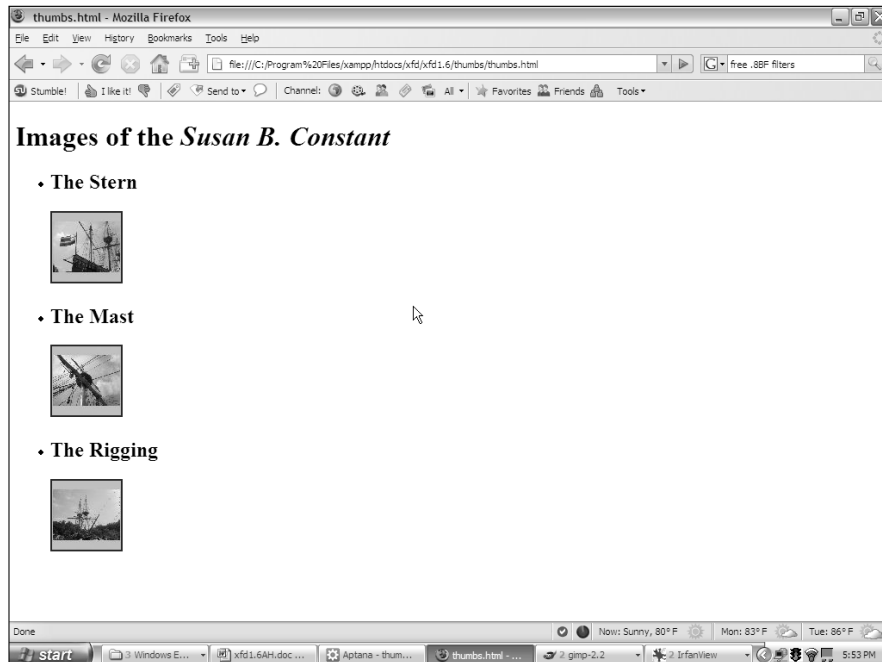 thumbs.html - Mozilla Firefox
File Edit View History Bookmarks Tools Help
file:///C:/Program%20Files/xampp/htdocs/xfd/xfd1.6/thumbs/thumbs.html
G free .8BF filters
Stumble! I like it! Send to Channel: All Favorites Friends Tools
Images of the Susan B. Constant
The Stern
The Mast
The Rigging
Done Now: Sunny, 80° F Mon: 83° F Tue: 86° F
start 3 Windows E... xfd1.6AH.doc ... Aptana - thum... thumbs.html - ... 2 gimp-2.2 2 IrfanView 5:53 PM